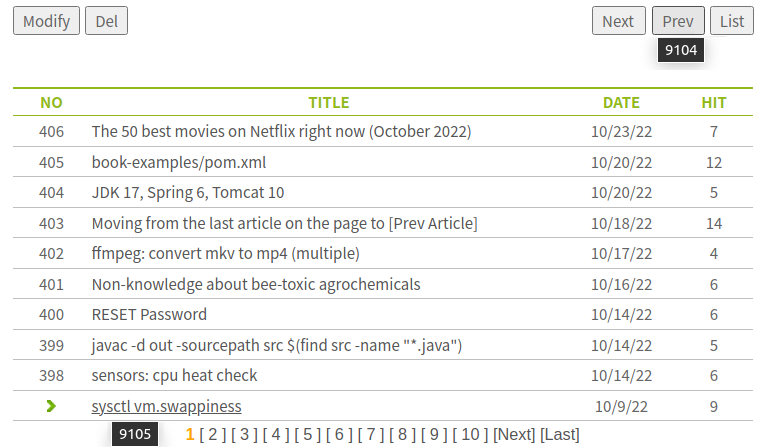 Modify Del Next Prev List
9104
NO TITLE DATE HIT
406 The 50 best movies on Netflix right now (October 2022) 10/23/22 7
405 book-examples/pom.xml 10/20/22 12
404 JDK 17, Spring 6, Tomcat 10 10/20/22 5
403 Moving from the last article on the page to [Prev Article] 10/18/22 14
402 ffmpeg: convert mkv to mp4 (multiple) 10/17/22 4
401 Non-knowledge about bee-toxic agrochemicals 10/16/22 6
400 RESET Password 10/14/22 6
399 javac -d out -sourcepath src $(find src -name "*.java") 10/14/22 5
398 sensors: cpu heat check 10/14/22 6
sysctl vm.swappiness 10/9/22 9
9105 1 [ 2 ] [ 3 ] [ 4 ] [ 5 ] [ 6 ] [ 7 ] [ 8 ] [ 9 ] [ 10 ] [Next] [Last]